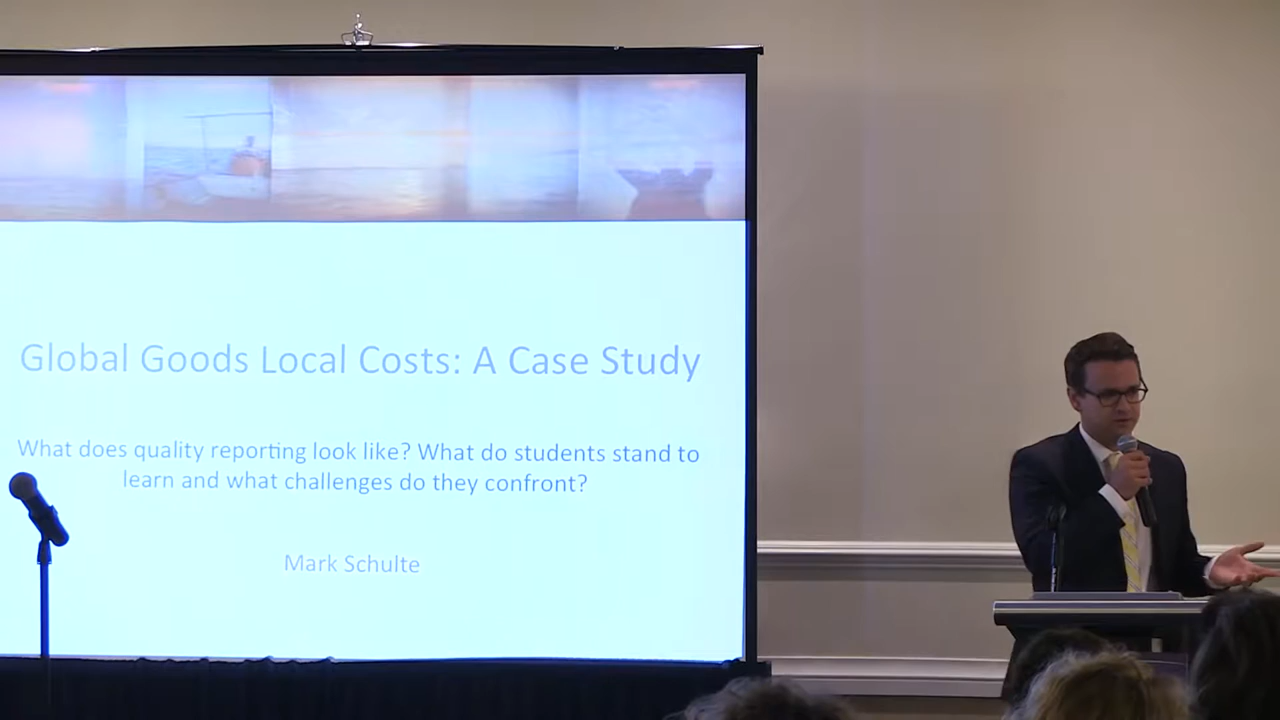 Global Goods Local Costs: A Case Study
What does quality reporting look like? What do students stand to
learn and what challenges do they confront?
Mark Schulte